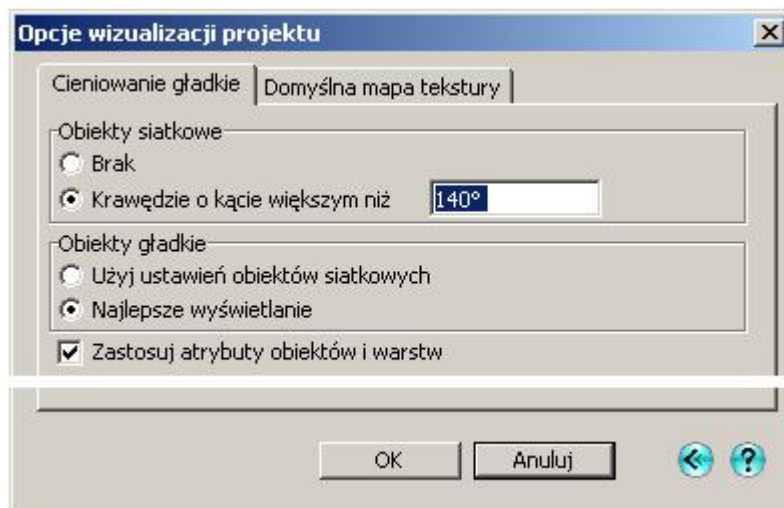 Opcje wizualizacji projektu
Cieniowanie gładkie Domyślna mapa tekstury
Obiekty siatkowe
Brak
Krawędzie o kącie większym niż 140°
Obiekty gładkie
Użyj ustawień obiektów siatkowych
Najlepsze wyświetlanie
Zastosuj atrybuty obiektów i warstw
OK Anuluj ?